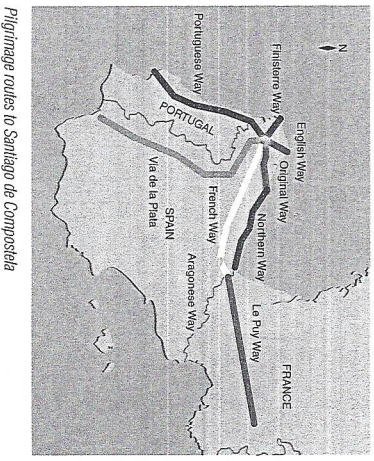 N
Finisterre Way
English Way
Original Way
Portuguese Way
PORTUGAL
Northern Way
French Way
SPAIN
Vía de la Plata
Aragonese Way
Le Puy Way
FRANCE
Pilgrimage routes to Santiago de Compostela